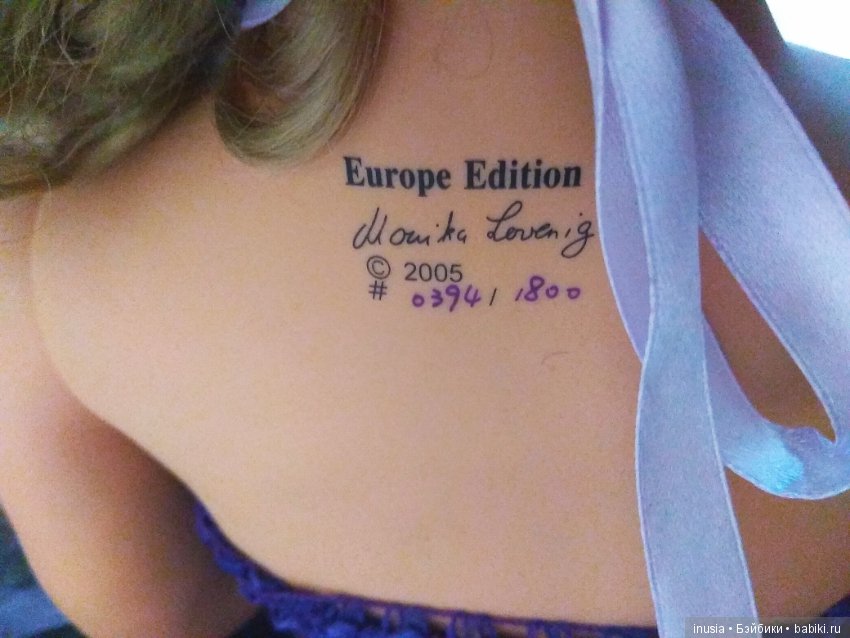 Europe Edition
Monika Levenig
© 2005
# 0394 / 1800
inusia • Бэйбики • babiki.ru